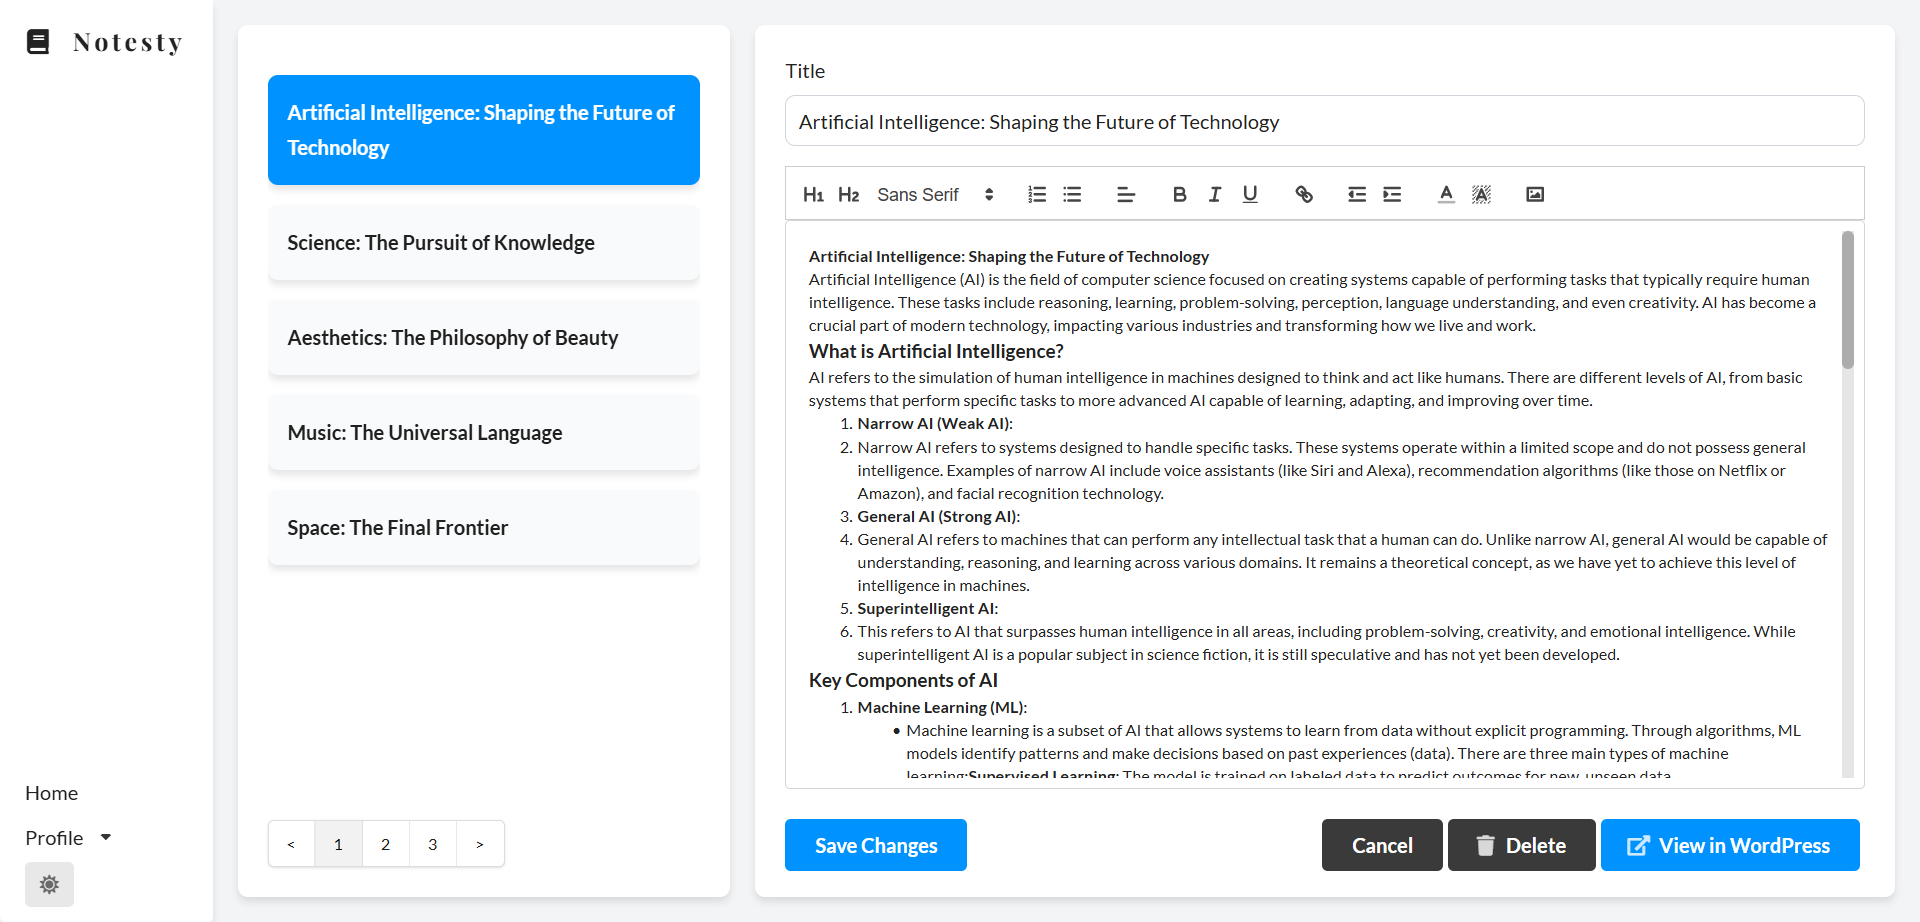 Notesty
Home
Profile
Artificial Intelligence: Shaping the Future of
Technology
Science: The Pursuit of Knowledge
Aesthetics: The Philosophy of Beauty
Music: The Universal Language
Space: The Final Frontier
< 1 2 3 >
Title
Artificial Intelligence: Shaping the Future of Technology
H1 H2 Sans Serif B I U A A
Artificial Intelligence: Shaping the Future of Technology
Artificial Intelligence (AI) is the field of computer science focused on creating systems capable of performing tasks that typically require human
intelligence. These tasks include reasoning, learning, problem-solving, perception, language understanding, and even creativity. AI has become a
crucial part of modern technology, impacting various industries and transforming how we live and work.
What is Artificial Intelligence?
AI refers to the simulation of human intelligence in machines designed to think and act like humans. There are different levels of AI, from basic
systems that perform specific tasks to more advanced AI capable of learning, adapting, and improving over time.
1. Narrow AI (Weak AI):
2. Narrow AI refers to systems designed to handle specific tasks. These systems operate within a limited scope and do not possess general
intelligence. Examples of narrow AI include voice assistants (like Siri and Alexa), recommendation algorithms (like those on Netflix or
Amazon), and facial recognition technology.
3. General AI (Strong AI):
4. General AI refers to machines that can perform any intellectual task that a human can do. Unlike narrow AI, general AI would be capable of
understanding, reasoning, and learning across various domains. It remains a theoretical concept, as we have yet to achieve this level of
intelligence in machines.
5. Superintelligent AI:
6. This refers to AI that surpasses human intelligence in all areas, including problem-solving, creativity, and emotional intelligence. While
superintelligent AI is a popular subject in science fiction, it is still speculative and has not yet been developed.
Key Components of AI
1. Machine Learning (ML):
• Machine learning is a subset of AI that allows systems to learn from data without explicit programming. Through algorithms, ML
models identify patterns and make decisions based on past experiences (data). There are three main types of machine
learning:Supervised Learning: The model is trained on labeled data to predict outcomes for new, unseen data.
Save Changes
Cancel
Delete
View in WordPress